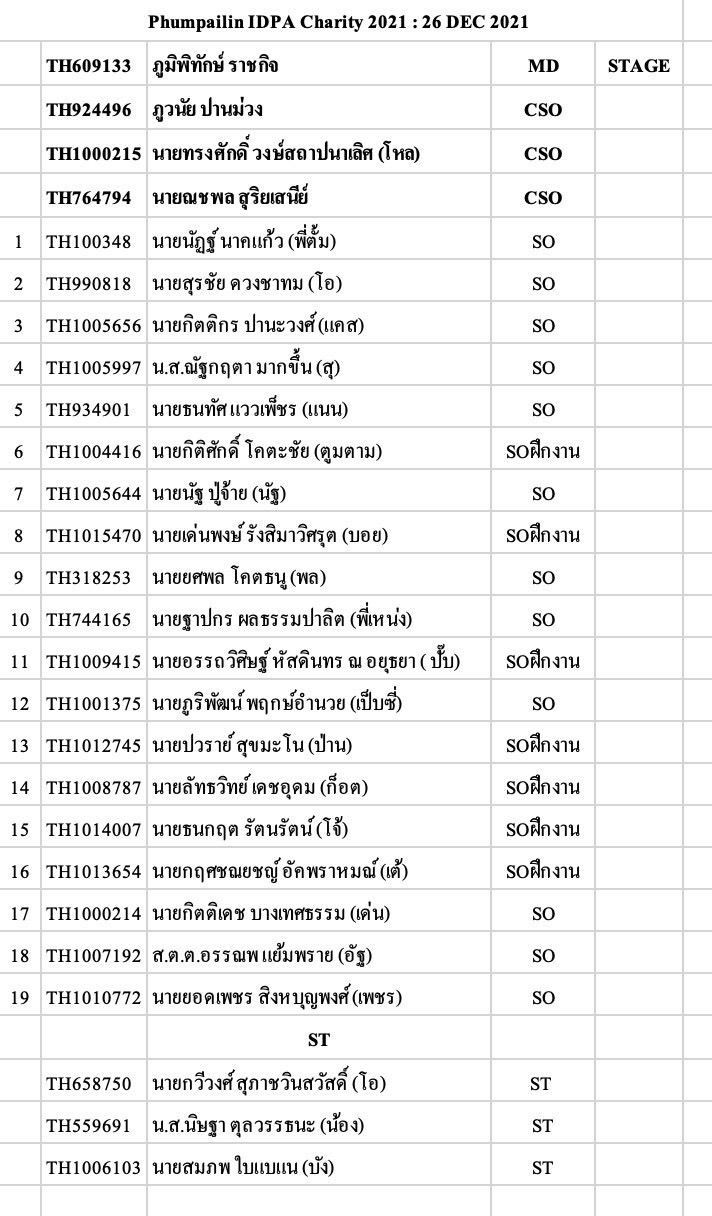 Phumpailin IDPA Charity 2021 : 26 DEC 2021
TH609133 ภูมิพิทักษ์ ราชกิจ MD STAGE
TH924496 ภูวนัย ปานม่วง CSO
TH1000215 นายทรงศักดิ์ วงษ์สถาปนาเลิศ (โหล) CSO
TH764794 นายณชพล สุริยเสนีย์ CSO
1 TH100348 นายนัฏฐ์ นาคแก้ว (พี่ตั้ม) SO
2 TH990818 นายสุรชัย ดวงชาทม (โอ) SO
3 TH1005656 นายกิตติกร ปานะวงศ์ (แคส) SO
4 TH1005997 น.ส.ณัฐกฤตา มากขึ้น (สุ) SO
5 TH934901 นายธนทัศ แววเพ็ชร (แนน) SO
6 TH1004416 นายกิติศักดิ์ โคตะชัย (ตูมตาม) SOฝึกงาน
7 TH1005644 นายนัฐ ปู่จ้าย (นัฐ) SO
8 TH1015470 นายเด่นพงษ์ รังสิมาวิศรุต (บอย) SOฝึกงาน
9 TH318253 นายยศพล โคตธนู (พล) SO
10 TH744165 นายฐาปกร ผลธรรมปาลิต (พี่เหน่ง) SO
11 TH1009415 นายอรรถวิศิษฐ์ หัสดินทร ณ อยุธยา ( ปั๊บ) SOฝึกงาน
12 TH1001375 นายภูริพัฒน์ พฤกษ์อำนวย (เป็บซี่) SO
13 TH1012745 นายปวราย์ สุขมะโน (ป่าน) SOฝึกงาน
14 TH1008787 นายลัทธวิทย์ เดชอุดม (ก็อต) SOฝึกงาน
15 TH1014007 นายธนกฤต รัตนรัตน์ (โจ้) SOฝึกงาน
16 TH1013654 นายกฤศชณยชญ์ อัคพราหมณ์ (เต้) SOฝึกงาน
17 TH1000214 นายกิตติเดช บางเทศธรรม (เด่น) SO
18 TH1007192 ส.ต.ต.อรรณพ แย้มพราย (อัฐ) SO
19 TH1010772 นายยอดเพชร สิงหบุญพงศ์ (เพชร) SO
ST
TH658750 นายกวีวงศ์ สุภาชวินสวัสดิ์ (โอ) ST
TH559691 น.ส.นิษฐา ตุลวรรธนะ (น้อง) ST
TH1006103 นายสมภพ ใบแบแน (บัง) ST